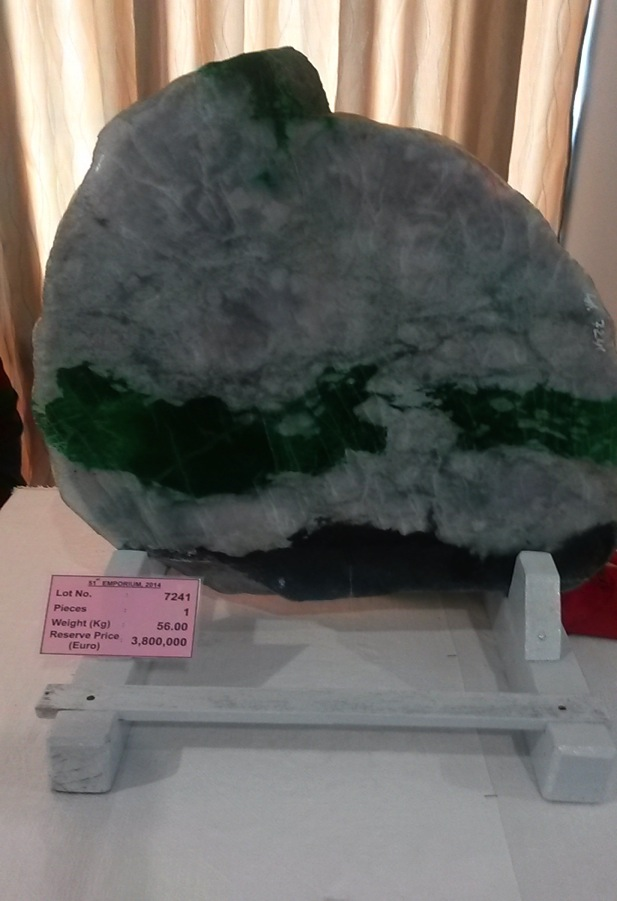 51st EMPORIUM, 2014
Lot No. : 7241
Pieces : 1
Weight (Kg) : 56.00
Reserve Price : 3,800,000
(Euro)